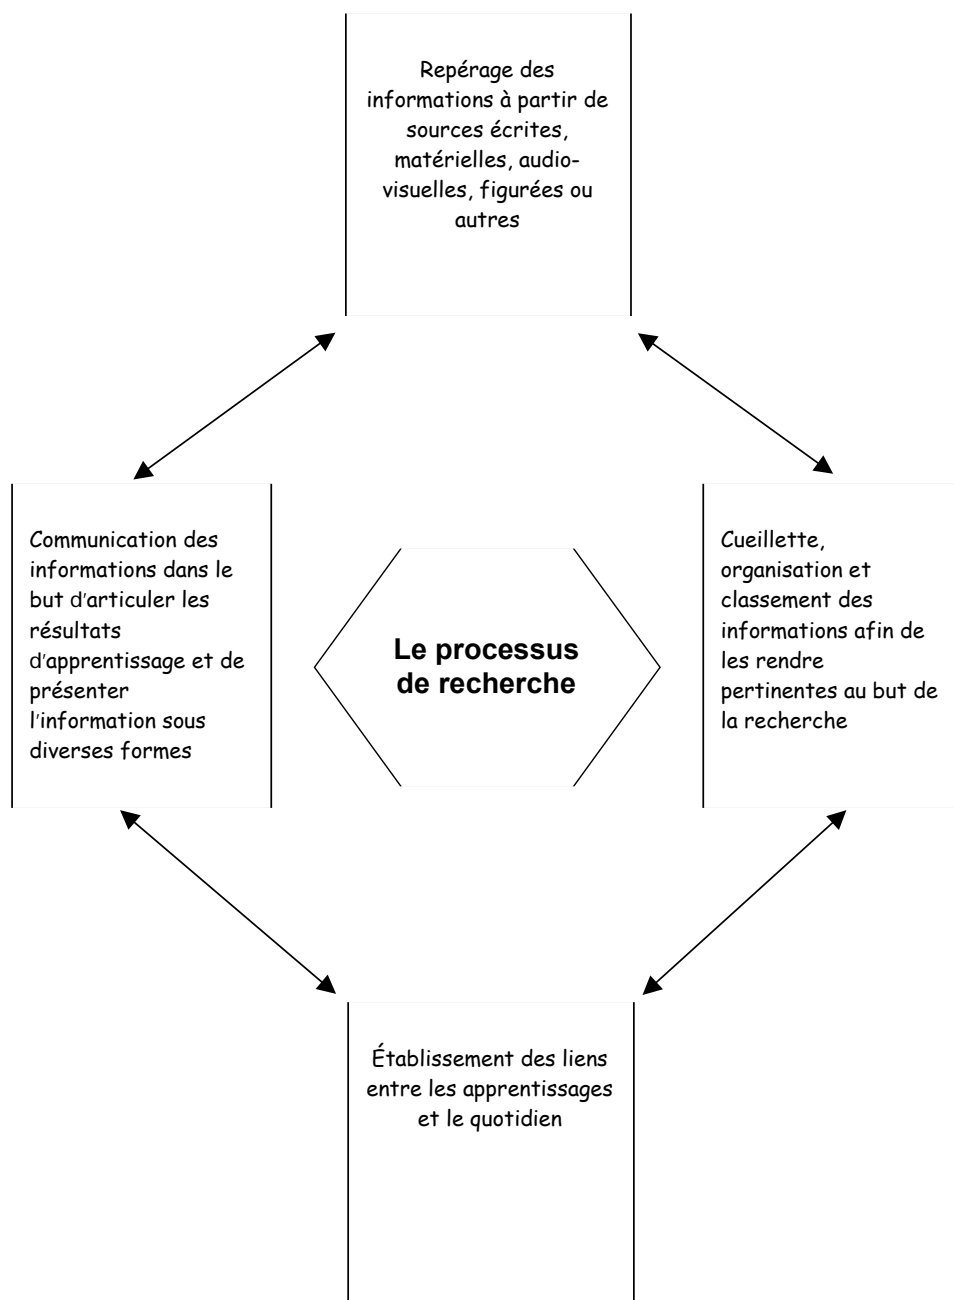 Repérage des
informations à partir de
sources écrites,
matérielles, audio-
visuelles, figurées ou
autres
Communication des
informations dans le
but d'articuler les
résultats
d'apprentissage et de
présenter
l'information sous
diverses formes
Le processus
de recherche
Cueillette,
organisation et
classement des
informations afin de
les rendre
pertinentes au but de
la recherche
Établissement des liens
entre les apprentissages
et le quotidien